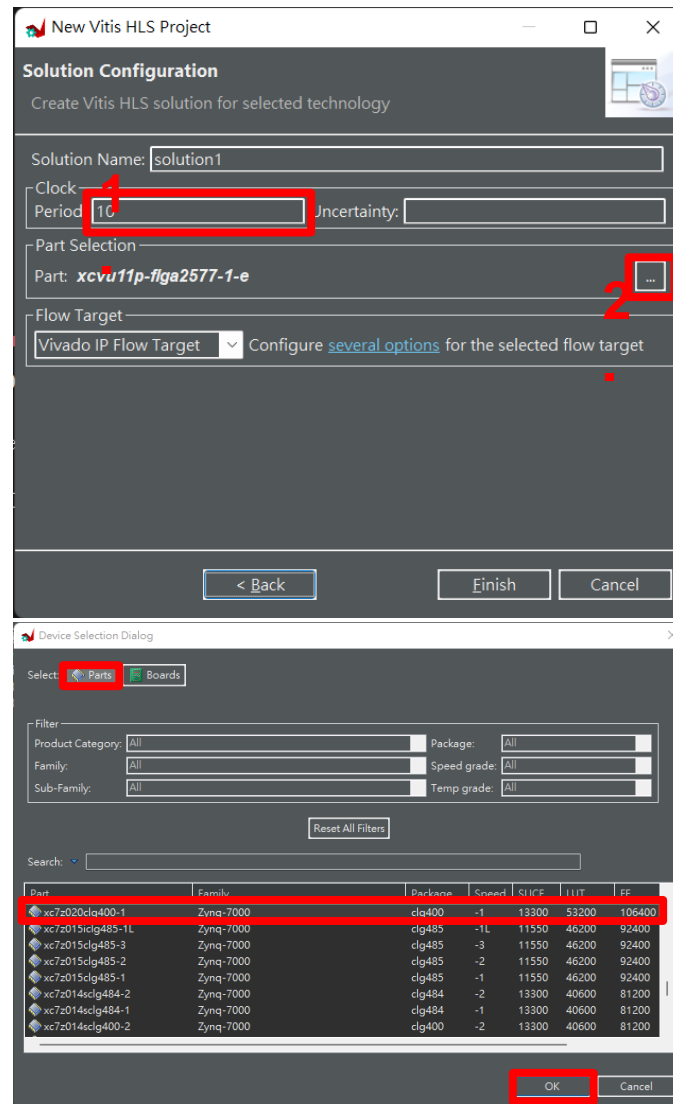 New Vitis HLS Project
Solution Configuration
Create Vitis HLS solution for selected technology
Solution Name: solution1
Clock
1
Period: 10 Uncertainty:
Part Selection
Part: xcvu11p-flga2577-1-e ...
2
Flow Target
Vivado IP Flow Target Configure several options for the selected flow target
< Back Finish Cancel
Device Selection Dialog
Select: Parts Boards
Filter
Product Category: All Package: All
Family: All Speed grade: All
Sub-Family: All Temp grade: All
Reset All Filters
Search:
Part Family Package Speed SLICE LUT FF
xc7z020clg400-1 Zynq-7000 clg400 -1 13300 53200 106400
xc7z015iclg485-1L Zynq-7000 clg485 -1L 11550 46200 92400
xc7z015clg485-3 Zynq-7000 clg485 -3 11550 46200 92400
xc7z015clg485-2 Zynq-7000 clg485 -2 11550 46200 92400
xc7z015clg485-1 Zynq-7000 clg485 -1 11550 46200 92400
xc7z014sclg484-2 Zynq-7000 clg484 -2 13300 40600 81200
xc7z014sclg484-1 Zynq-7000 clg484 -1 13300 40600 81200
xc7z014sclg400-2 Zynq-7000 clg400 -2 13300 40600 81200
OK Cancel